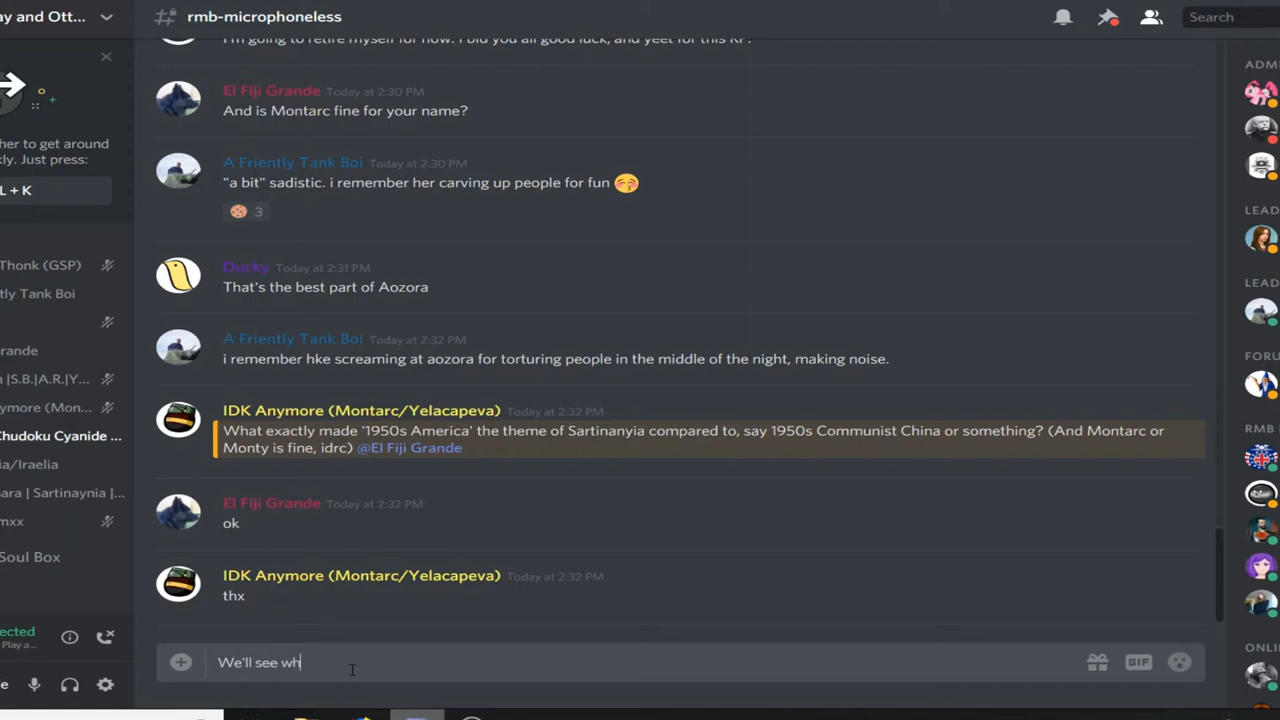 ay and Ott...
rmb-microphoneless
Search
I'm going to retire myself for now. I bid you all good luck, and yeet for this RP.
El Fiji Grande Today at 2:30 PM
And is Montarc fine for your name?
A Friently Tank Boi Today at 2:30 PM
"a bit" sadistic. i remember her carving up people for fun
3
Ducky Today at 2:31 PM
That's the best part of Aozora
A Friently Tank Boi Today at 2:32 PM
i remember hke screaming at aozora for torturing people in the middle of the night, making noise.
IDK Anymore (Montarc/Yelacapeva) Today at 2:32 PM
What exactly made '1950s America' the theme of Sartinanyia compared to, say 1950s Communist China or something? (And Montarc or
Monty is fine, idrc) @El Fiji Grande
El Fiji Grande Today at 2:32 PM
ok
IDK Anymore (Montarc/Yelacapeva) Today at 2:32 PM
thx
We'll see wh
GIF
her to get around
kly. Just press:
L + K
Thonk (GSP)
tly Tank Boi
rande
n |S.B.|A.R.|Y...
ymore (Mon...
Chudoku Cyanide ...
ia/Iraelia
ara | Sartinaynia |...
mxx
Soul Box
ected
Play a...
e
ADMI
LEAD
LEAD
FORU
RMB
ONLI